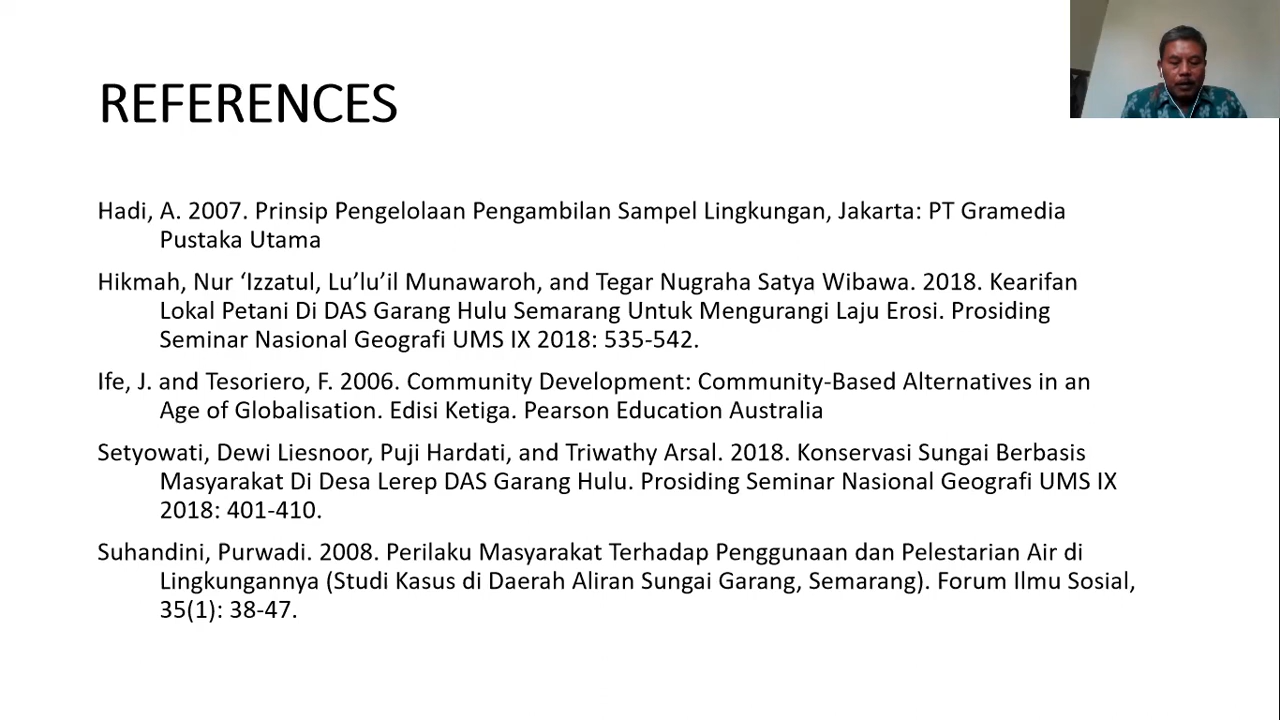 REFERENCES
Hadi, A. 2007. Prinsip Pengelolaan Pengambilan Sampel Lingkungan, Jakarta: PT Gramedia
Pustaka Utama
Hikmah, Nur ‘Izzatul, Lu’lu’il Munawaroh, and Tegar Nugraha Satya Wibawa. 2018. Kearifan
Lokal Petani Di DAS Garang Hulu Semarang Untuk Mengurangi Laju Erosi. Prosiding
Seminar Nasional Geografi UMS IX 2018: 535-542.
Ife, J. and Tesoriero, F. 2006. Community Development: Community-Based Alternatives in an
Age of Globalisation. Edisi Ketiga. Pearson Education Australia
Setyowati, Dewi Liesnoor, Puji Hardati, and Triwathy Arsal. 2018. Konservasi Sungai Berbasis
Masyarakat Di Desa Lerep DAS Garang Hulu. Prosiding Seminar Nasional Geografi UMS IX
2018: 401-410.
Suhandini, Purwadi. 2008. Perilaku Masyarakat Terhadap Penggunaan dan Pelestarian Air di
Lingkungannya (Studi Kasus di Daerah Aliran Sungai Garang, Semarang). Forum Ilmu Sosial,
35(1): 38-47.